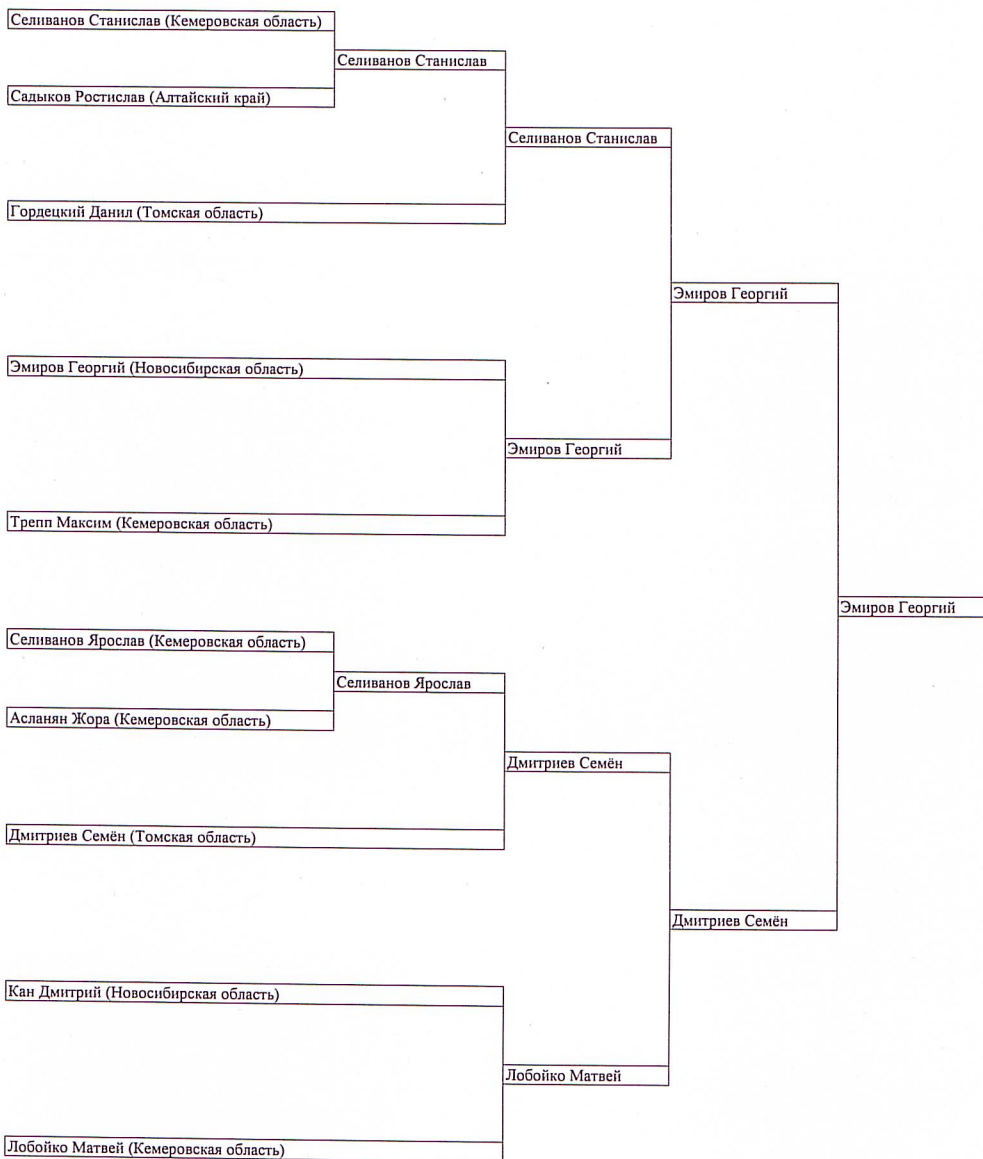 Селиванов Станислав (Кемеровская область)
Селиванов Станислав
Садыков Ростислав (Алтайский край)
Селиванов Станислав
Гордецкий Данил (Томская область)
Эмиров Георгий
Эмиров Георгий (Новосибирская область)
Эмиров Георгий
Трепп Максим (Кемеровская область)
Эмиров Георгий
Селиванов Ярослав (Кемеровская область)
Селиванов Ярослав
Асланян Жора (Кемеровская область)
Дмитриев Семён
Дмитриев Семён (Томская область)
Дмитриев Семён
Кан Дмитрий (Новосибирская область)
Лобойко Матвей
Лобойко Матвей (Кемеровская область)